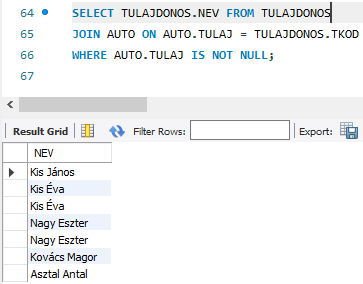 64 SELECT TULAJDONOS.NEV FROM TULAJDONOS
65 JOIN AUTO ON AUTO.TULAJ = TULAJDONOS.TKOD
66 WHERE AUTO.TULAJ IS NOT NULL;
67
Result Grid Filter Rows: Export:
NEV
Kis János
Kis Éva
Kis Éva
Nagy Eszter
Nagy Eszter
Kovács Magor
Asztal Antal